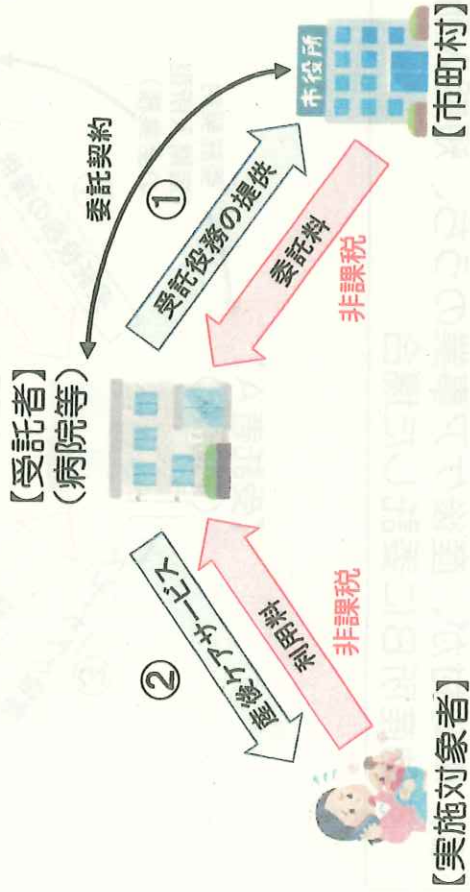 【受託者】
(病院等)
委託契約
①
受託役務の提供
委託料
非課税
市役所
【市町村】
②
産後ケアサービス
利用料
非課税
【実施対象者】